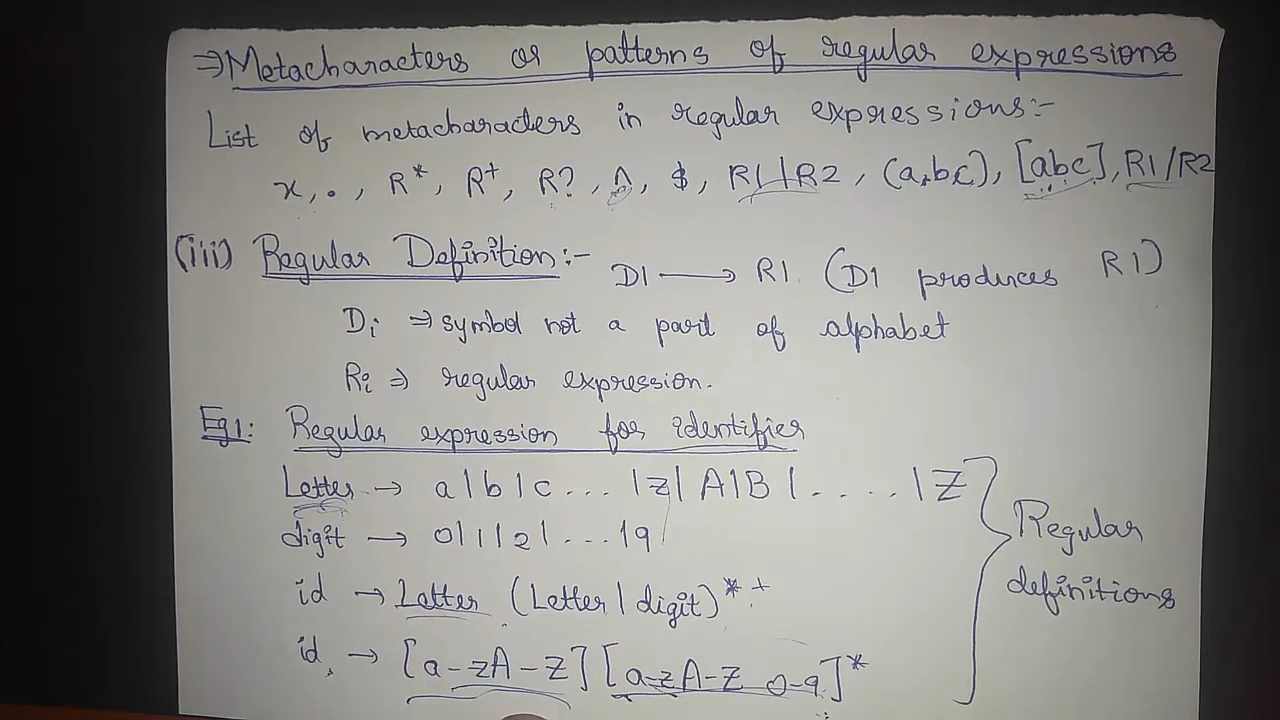 ⇒Metacharacters or patterns of regular expressions
List of metacharacters in regular expressions:-
x, ., R*, R+, R?, ^, $, R1|R2, (a,b,c), [abc], R1/R2
(iii) Regular Definition:- D1 → R1. (D1 produces R1)
Di ⇒ symbol not a part of alphabet
Ri ⇒ regular expression.
Eg1: Regular expression for identifier
Letter → a|b|c...|z|A|B|.....|Z
digit → 0|1|2|...|9
id → Letter (Letter|digit)* +
id → [a-zA-Z][a-zA-Z 0-9]*
Regular
definitions